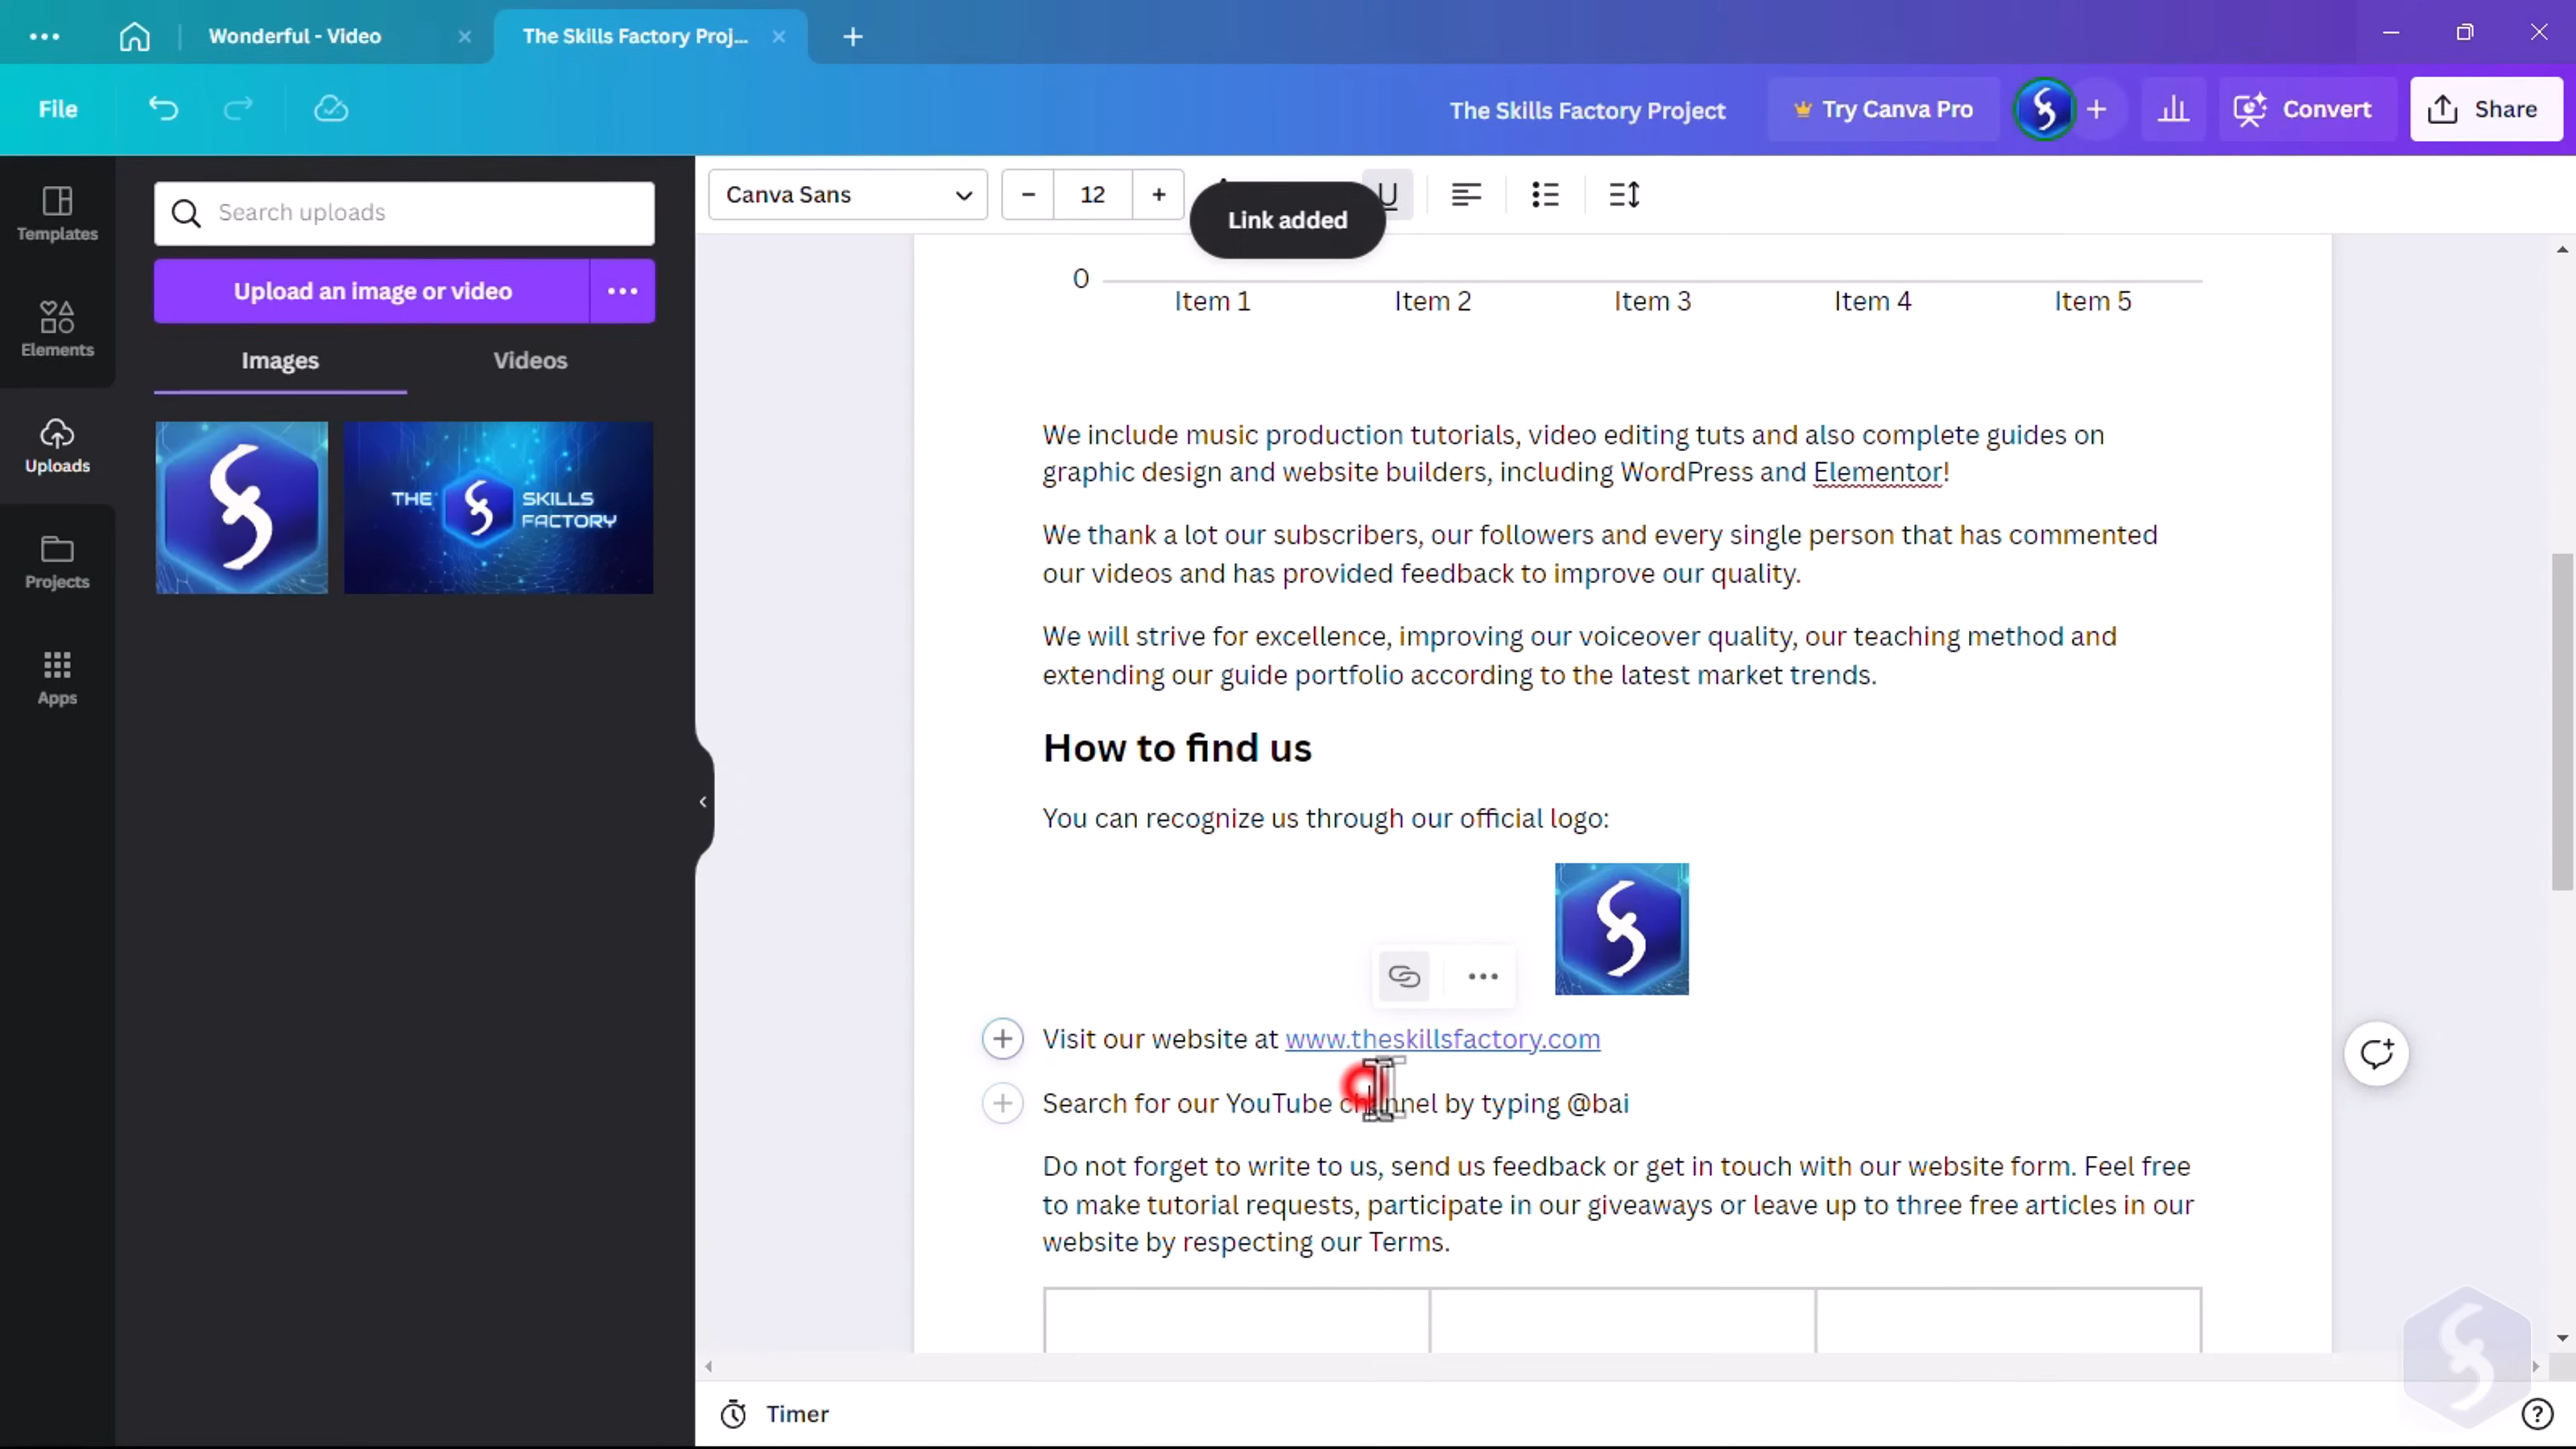 Wonderful - Video
The Skills Factory Proj...
File
The Skills Factory Project
Try Canva Pro
Convert
Share
Templates
Elements
Uploads
Projects
Apps
Search uploads
Upload an image or video
Images
Videos
THE SKILLS
FACTORY
Canva Sans
12
U
Link added
0
Item 1 Item 2 Item 3 Item 4 Item 5
We include music production tutorials, video editing tuts and also complete guides on
graphic design and website builders, including WordPress and Elementor!
We thank a lot our subscribers, our followers and every single person that has commented
our videos and has provided feedback to improve our quality.
We will strive for excellence, improving our voiceover quality, our teaching method and
extending our guide portfolio according to the latest market trends.
How to find us
You can recognize us through our official logo:
Visit our website at www.theskillsfactory.com
Search for our YouTube channel by typing @bai
Do not forget to write to us, send us feedback or get in touch with our website form. Feel free
to make tutorial requests, participate in our giveaways or leave up to three free articles in our
website by respecting our Terms.
Timer